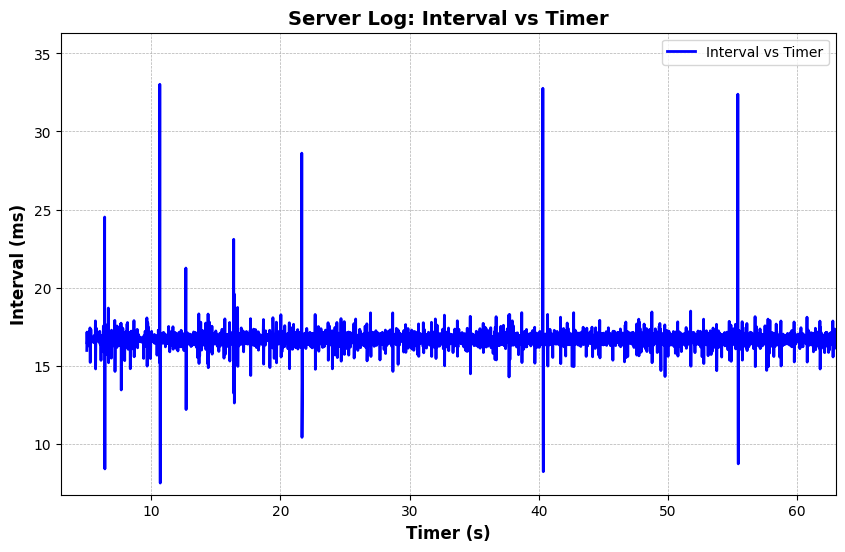 Server Log: Interval vs Timer
Interval vs Timer
Interval (ms)
35
30
25
20
15
10
10 20 30 40 50 60
Timer (s)